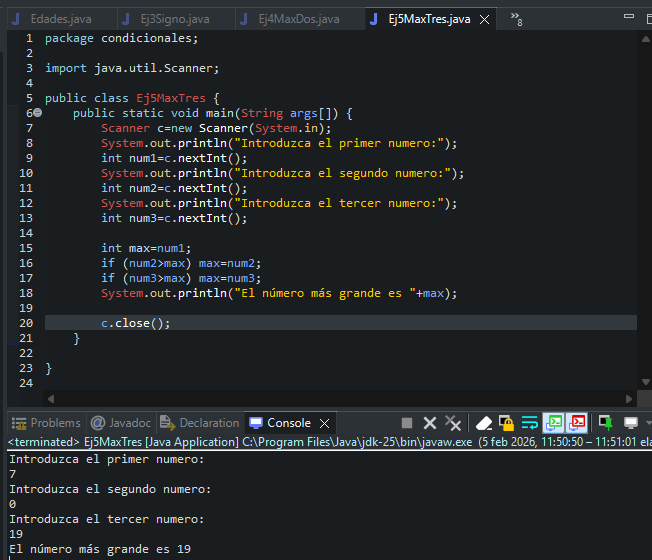 Edades.java Ej3Signo.java Ej4MaxDos.java Ej5MaxTres.java »8
1 package condicionales;
2
3 import java.util.Scanner;
4
5 public class Ej5MaxTres {
6 public static void main(String args[]) {
7 Scanner c=new Scanner(System.in);
8 System.out.println("Introduzca el primer numero:");
9 int num1=c.nextInt();
10 System.out.println("Introduzca el segundo numero:");
11 int num2=c.nextInt();
12 System.out.println("Introduzca el tercer numero:");
13 int num3=c.nextInt();
14
15 int max=num1;
16 if (num2>max) max=num2;
17 if (num3>max) max=num3;
18 System.out.println("El número más grande es "+max);
19
20 c.close();
21 }
22
23 }
24
Problems Javadoc Declaration Console
<terminated> Ej5MaxTres [Java Application] C:\Program Files\Java\jdk-25\bin\javaw.exe (5 feb 2026, 11:50:50 – 11:51:01 ela
Introduzca el primer numero:
7
Introduzca el segundo numero:
0
Introduzca el tercer numero:
19
El número más grande es 19